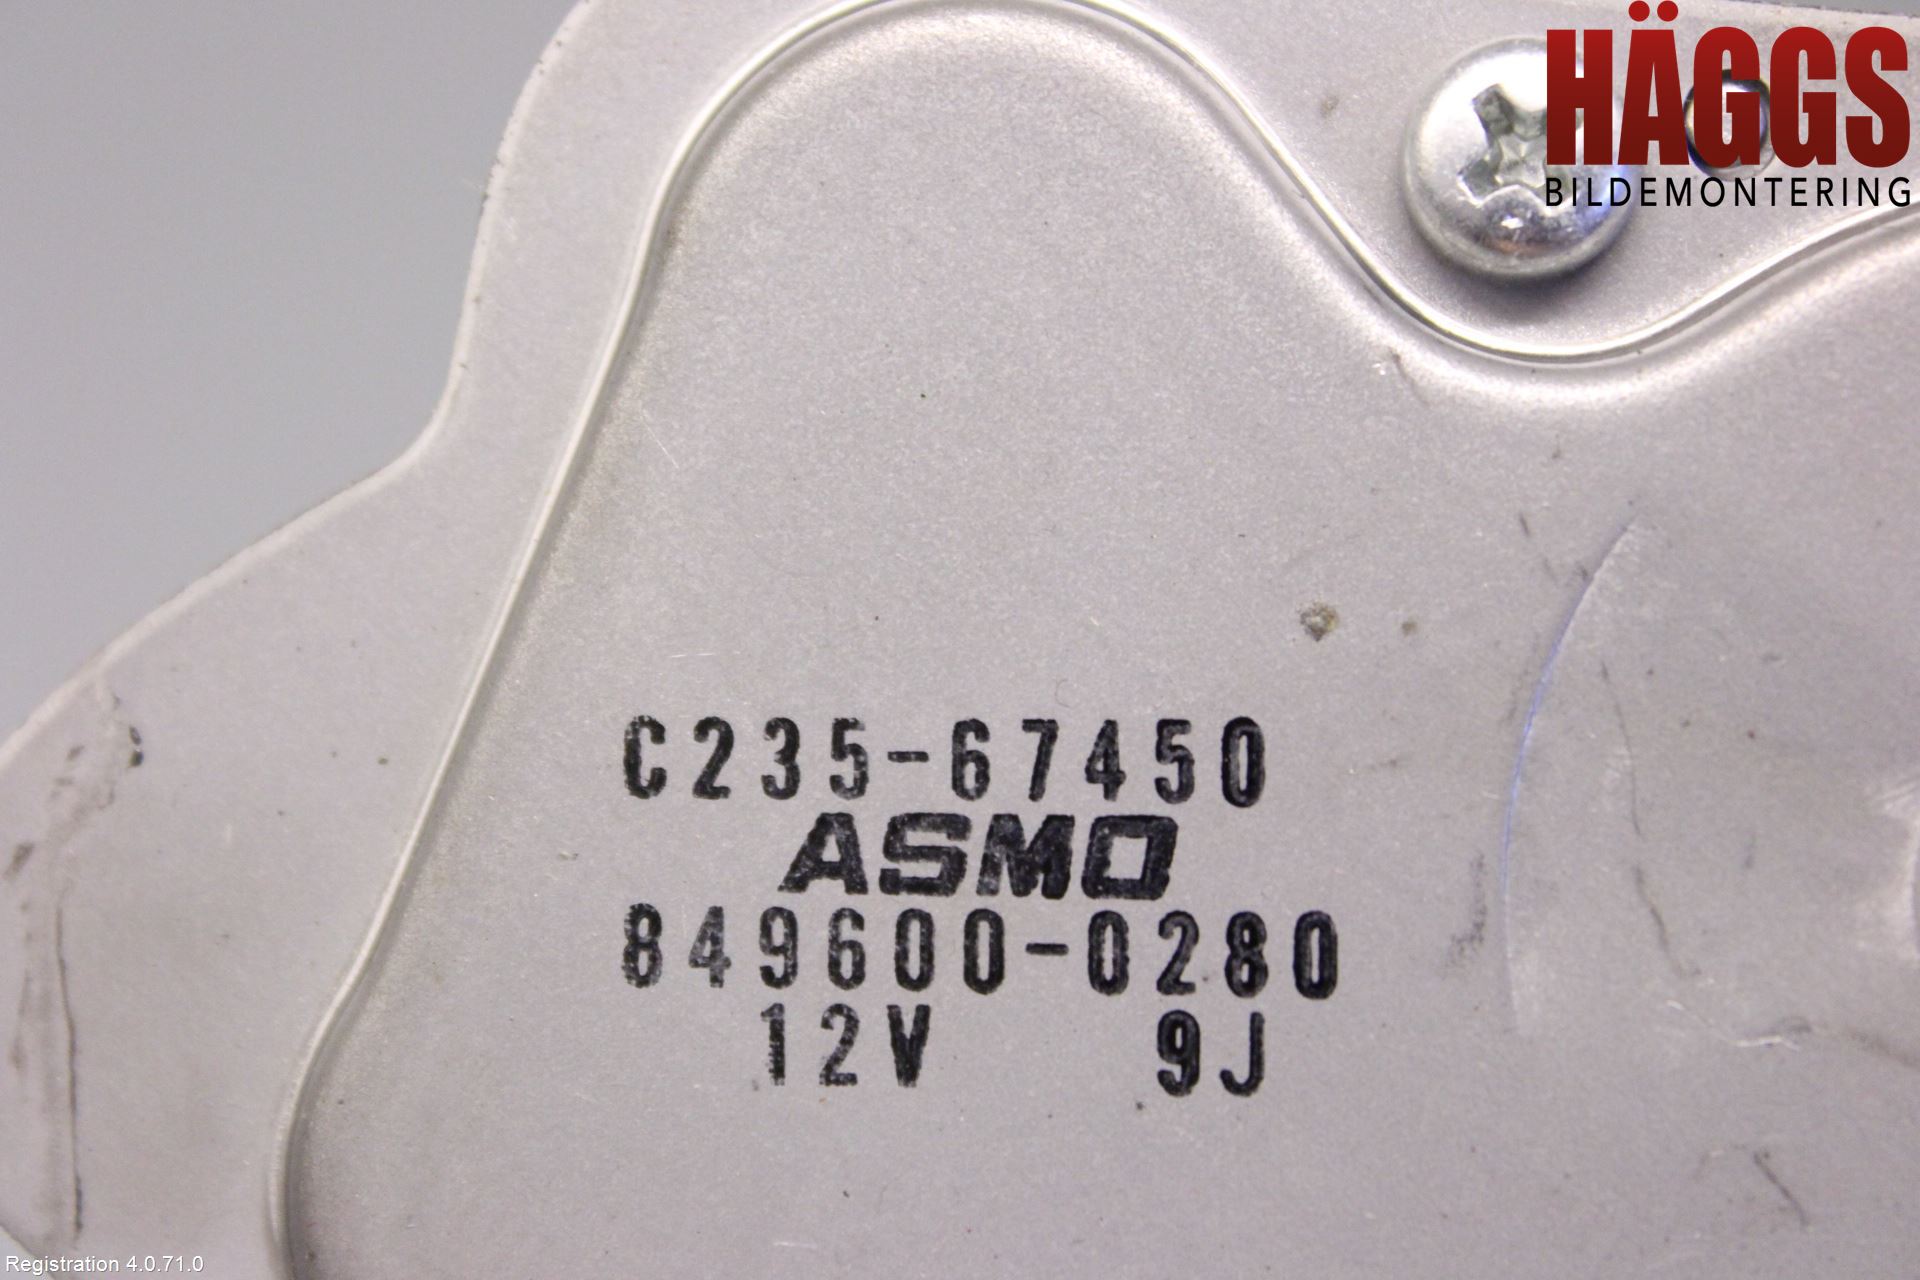 HÄGGS
BILDEMONTERING
C235-67450
ASMO
849600-0280
12V 9J
Registration 4.0.71.0